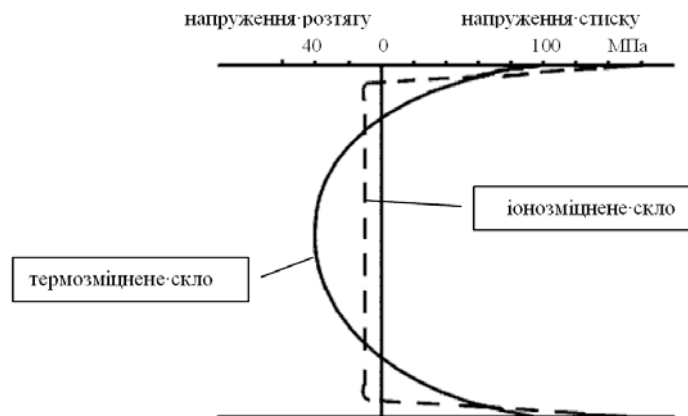 напруження·розтягу напруження·стиску
40 0 100 МПа
іонозміцнене·скло
термозміцнене·скло